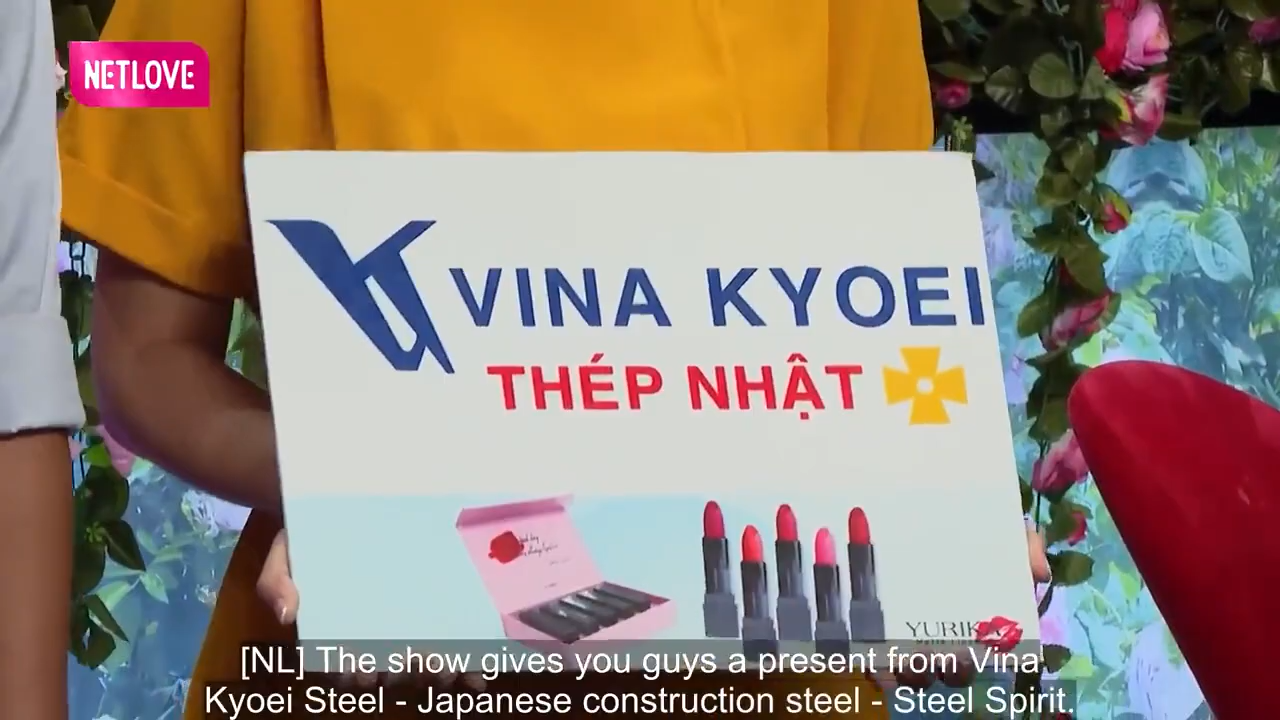 NETLOVE
VINA KYOEI
THÉP NHẬT
YURIKA
[NL] The show gives you guys a present from Vina
Kyoei Steel - Japanese construction steel - Steel Spirit.